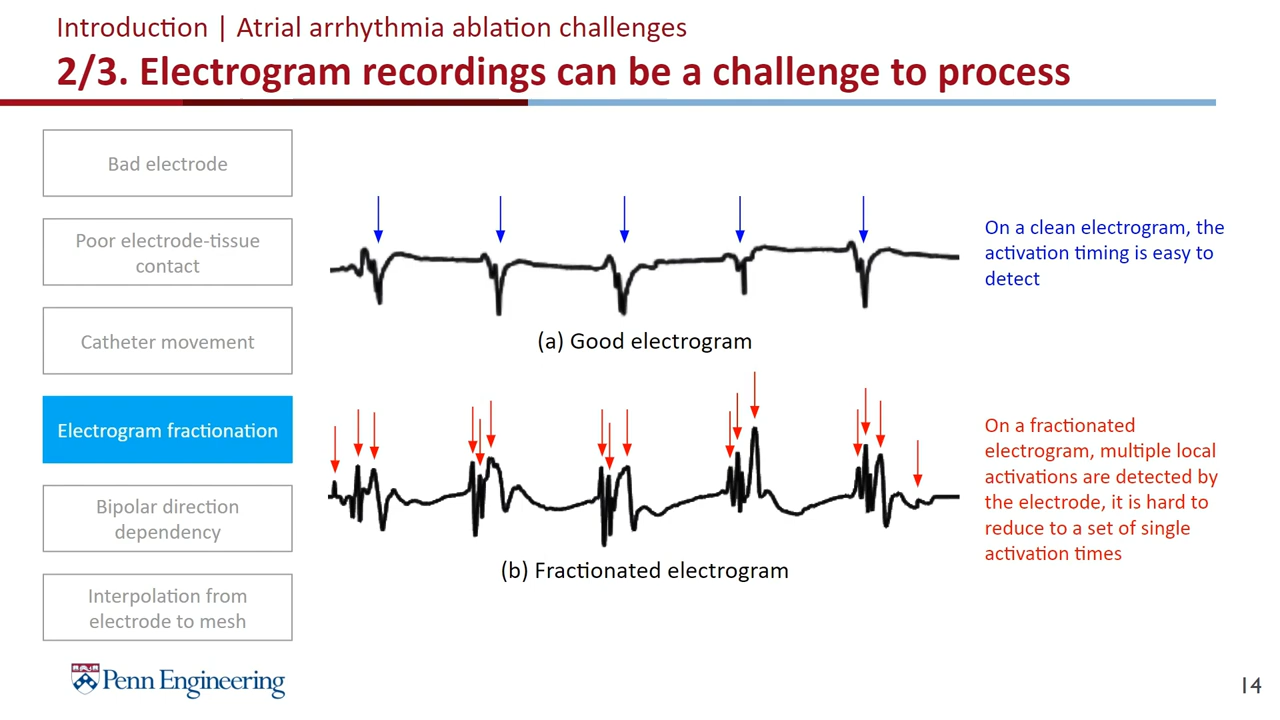 Introduction | Atrial arrhythmia ablation challenges
2/3. Electrogram recordings can be a challenge to process
Bad electrode
Poor electrode-tissue
contact
Catheter movement
Electrogram fractionation
Bipolar direction
dependency
Interpolation from
electrode to mesh
On a clean electrogram, the
activation timing is easy to
detect
(a) Good electrogram
On a fractionated
electrogram, multiple local
activations are detected by
the electrode, it is hard to
reduce to a set of single
activation times
(b) Fractionated electrogram
Penn Engineering
14